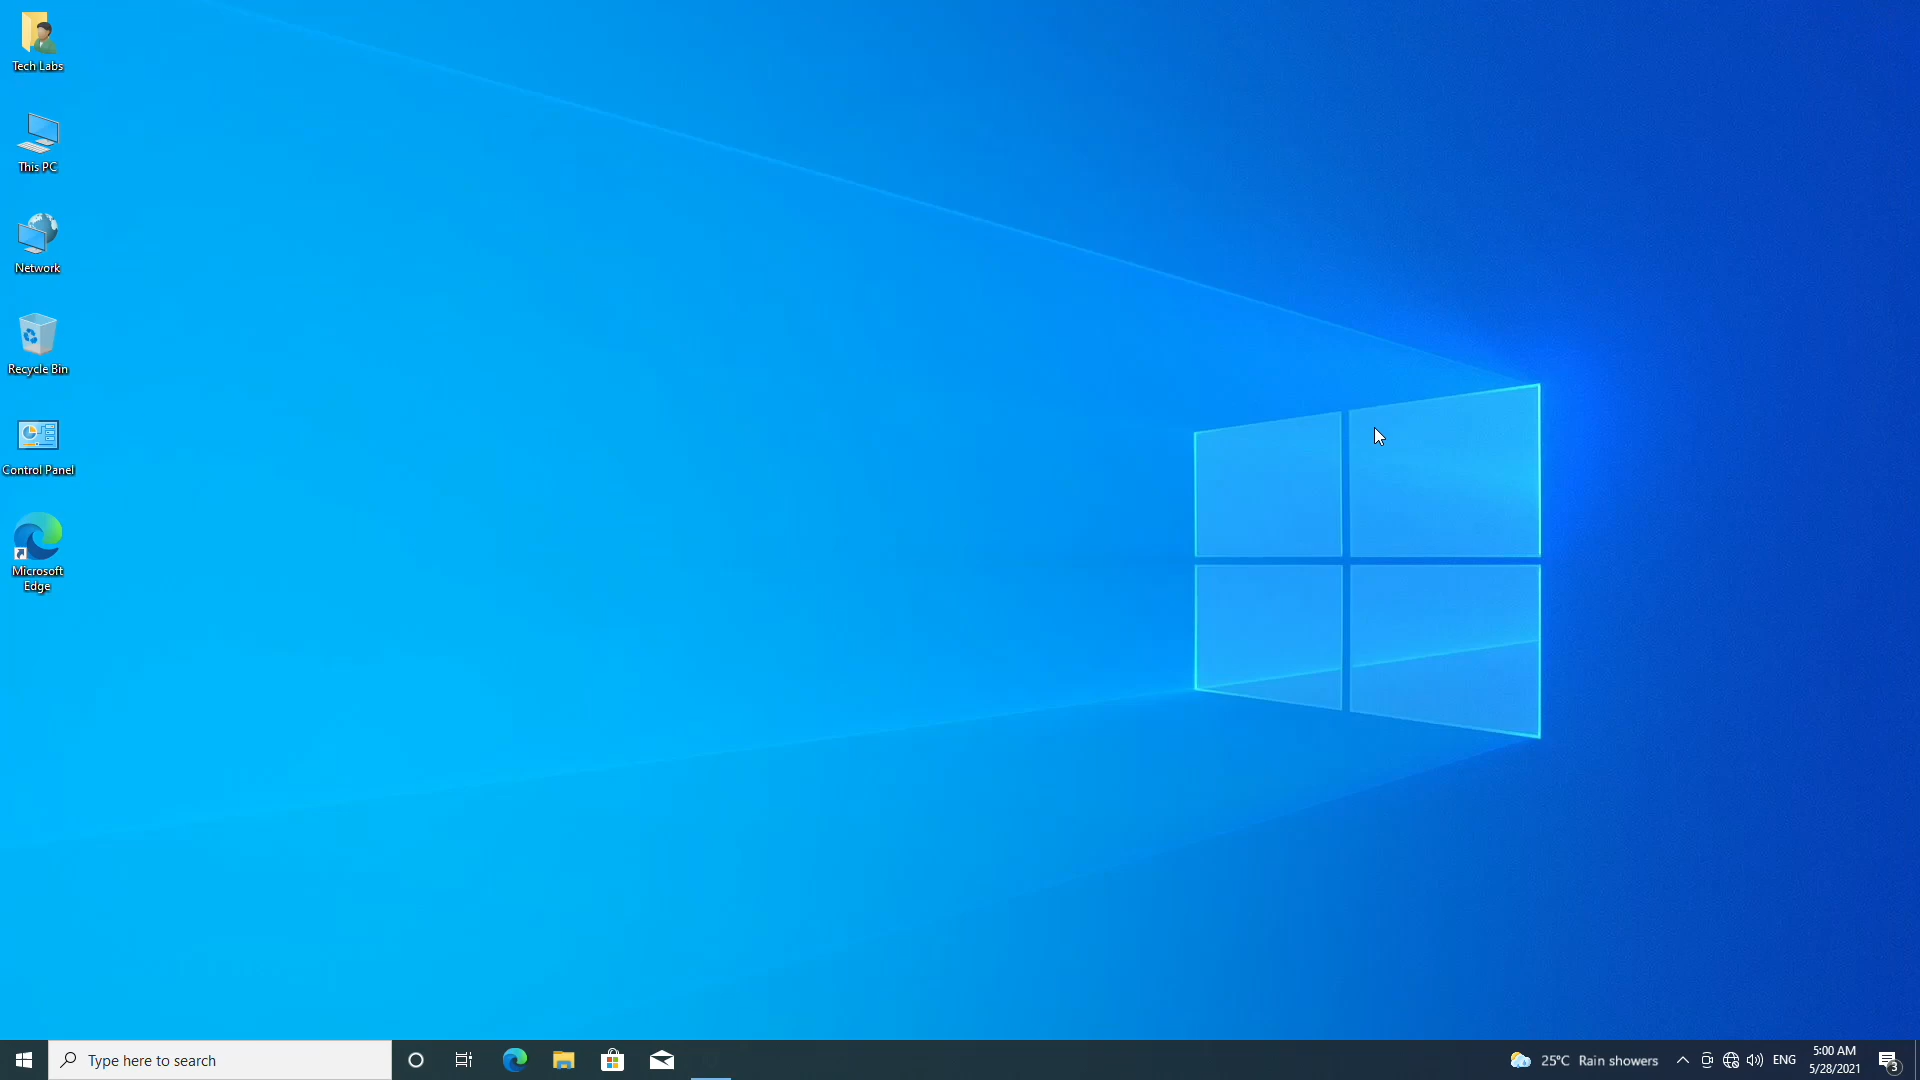 Tech Labs
This PC
Network
Recycle Bin
Control Panel
Microsoft
Edge
Type here to search
25°C Rain showers
ENG
5:00 AM
5/28/2021
3